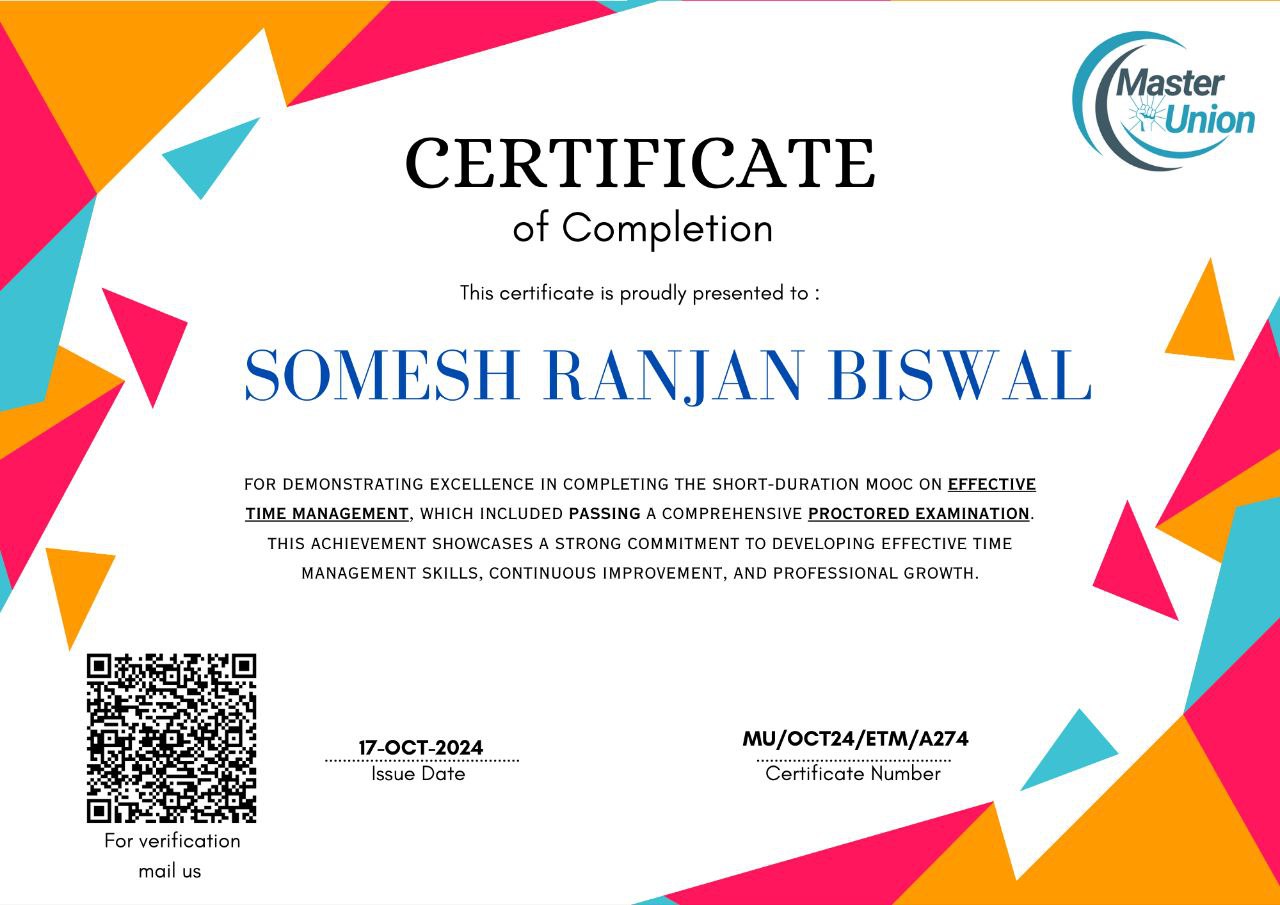 Master
Union
CERTIFICATE
of Completion
This certificate is proudly presented to :
SOMESH RANJAN BISWAL
FOR DEMONSTRATING EXCELLENCE IN COMPLETING THE SHORT-DURATION MOOC ON EFFECTIVE
TIME MANAGEMENT, WHICH INCLUDED PASSING A COMPREHENSIVE PROCTORED EXAMINATION.
THIS ACHIEVEMENT SHOWCASES A STRONG COMMITMENT TO DEVELOPING EFFECTIVE TIME
MANAGEMENT SKILLS, CONTINUOUS IMPROVEMENT, AND PROFESSIONAL GROWTH.
17-OCT-2024
Issue Date
MU/OCT24/ETM/A274
Certificate Number
For verification
mail us